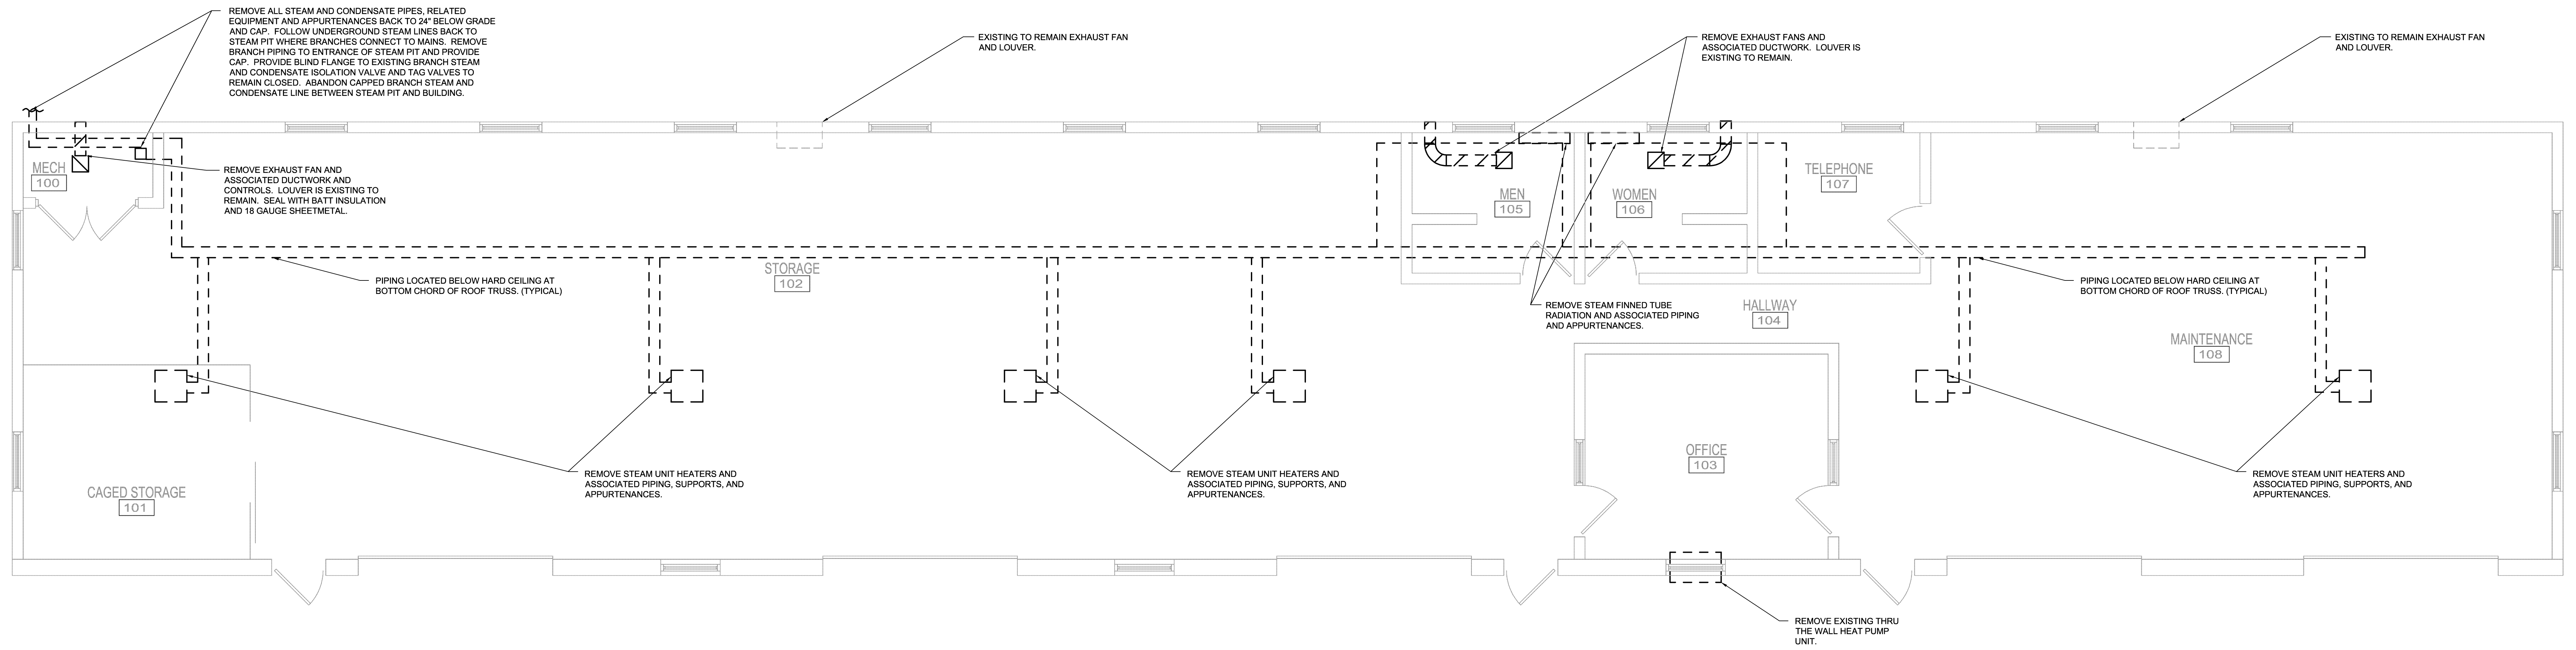 REMOVE ALL STEAM AND CONDENSATE PIPES, RELATED
EQUIPMENT AND APPURTENANCES BACK TO 24" BELOW GRADE
AND CAP. FOLLOW UNDERGROUND STEAM LINES BACK TO
STEAM PIT WHERE BRANCHES CONNECT TO MAINS. REMOVE
BRANCH PIPING TO ENTRANCE OF STEAM PIT AND PROVIDE
CAP. PROVIDE BLIND FLANGE TO EXISTING BRANCH STEAM
AND CONDENSATE ISOLATION VALVE AND TAG VALVES TO
REMAIN CLOSED. ABANDON CAPPED BRANCH STEAM AND
CONDENSATE LINE BETWEEN STEAM PIT AND BUILDING.
EXISTING TO REMAIN EXHAUST FAN
AND LOUVER.
REMOVE EXHAUST FANS AND
ASSOCIATED DUCTWORK. LOUVER IS
EXISTING TO REMAIN.
EXISTING TO REMAIN EXHAUST FAN
AND LOUVER.
MECH
100
REMOVE EXHAUST FAN AND
ASSOCIATED DUCTWORK AND
CONTROLS. LOUVER IS EXISTING TO
REMAIN. SEAL WITH BATT INSULATION
AND 18 GAUGE SHEETMETAL.
MEN
105
WOMEN
106
TELEPHONE
107
PIPING LOCATED BELOW HARD CEILING AT
BOTTOM CHORD OF ROOF TRUSS. (TYPICAL)
STORAGE
102
REMOVE STEAM FINNED TUBE
RADIATION AND ASSOCIATED PIPING
AND APPURTENANCES.
HALLWAY
104
PIPING LOCATED BELOW HARD CEILING AT
BOTTOM CHORD OF ROOF TRUSS. (TYPICAL)
MAINTENANCE
108
CAGED STORAGE
101
REMOVE STEAM UNIT HEATERS AND
ASSOCIATED PIPING, SUPPORTS, AND
APPURTENANCES.
REMOVE STEAM UNIT HEATERS AND
ASSOCIATED PIPING, SUPPORTS, AND
APPURTENANCES.
OFFICE
103
REMOVE STEAM UNIT HEATERS AND
ASSOCIATED PIPING, SUPPORTS, AND
APPURTENANCES.
REMOVE EXISTING THRU
THE WALL HEAT PUMP
UNIT.